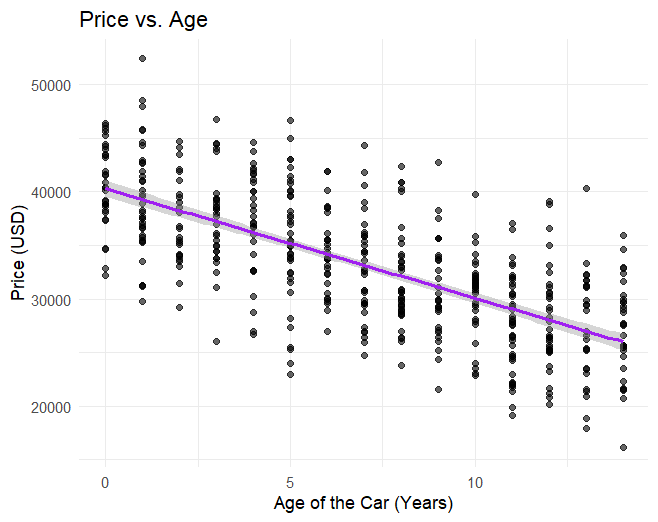 Price vs. Age
50000
40000
30000
20000
Price (USD)
0 5 10
Age of the Car (Years)